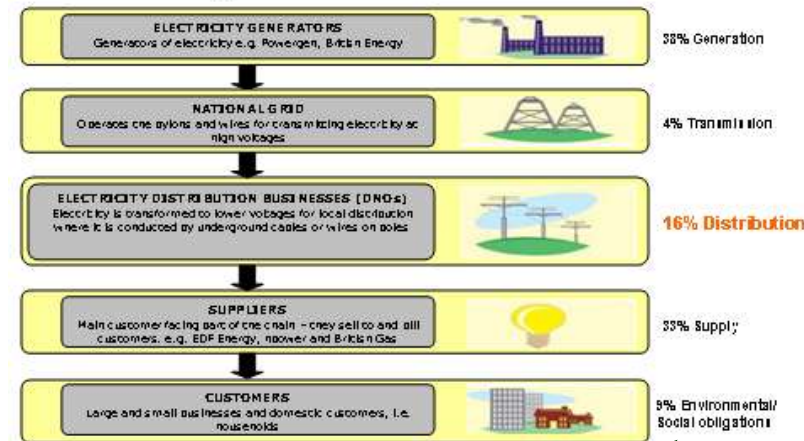 ELECTRICITY GENERATORS
Generators of electricity e.g. Powergen, British Energy
38% Generation
NATIONAL GRID
Operates the pylons and wires for transmitting electricity at
high voltages
4% Transmission
ELECTRICITY DISTRIBUTION BUSINESSES (DNOs)
Electricity is transformed to lower voltages for local distribution
where it is conducted by underground cables or wires on poles
16% Distribution
SUPPLIERS
Main customer facing part of the chain – they sell to and bill
customers. e.g. EDF Energy, npower and British Gas
33% Supply
CUSTOMERS
Large and small businesses and domestic customers, i.e.
households
9% Environmental/
Social obligations